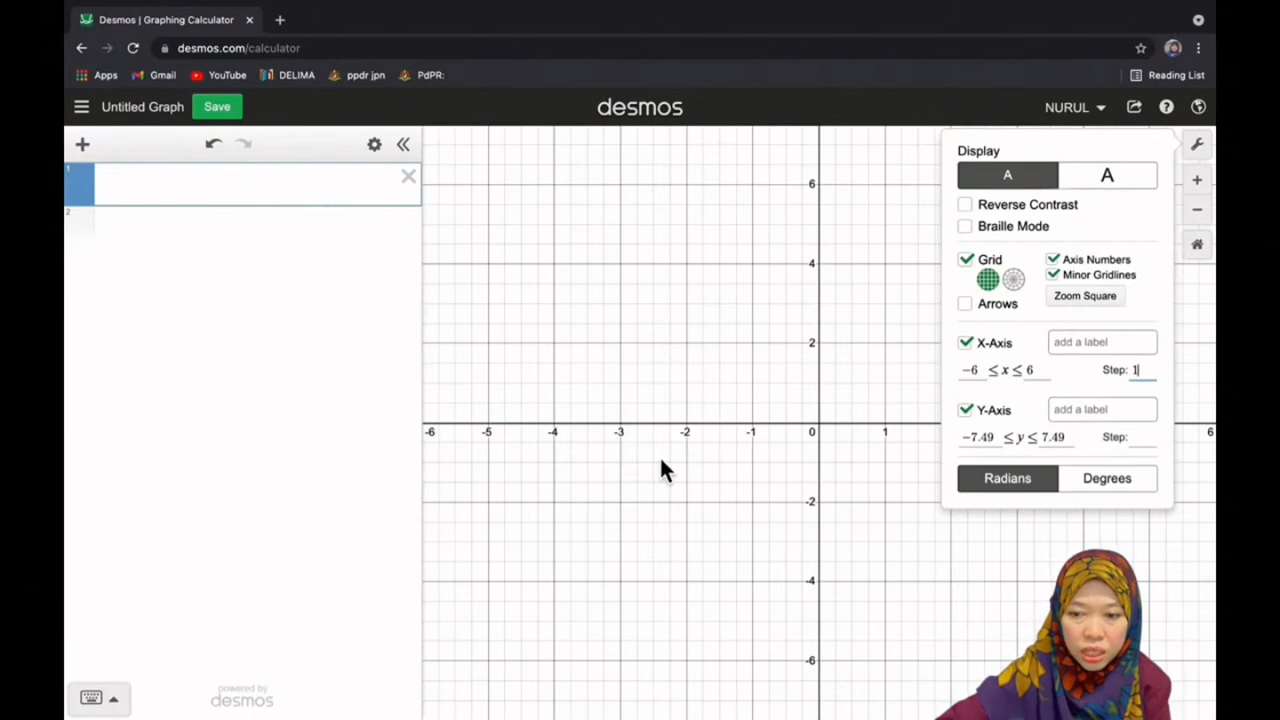 Desmos | Graphing Calculator
desmos.com/calculator
Apps Gmail YouTube DELIMA ppdr jpn PdPR: Reading List
Untitled Graph Save desmos NURUL
1
2
powered by
desmos
6
4
2
-6 -5 -4 -3 -2 -1 0 1 6
-2
-4
-6
Display
A A
Reverse Contrast
Braille Mode
Grid Axis Numbers
Minor Gridlines
Arrows Zoom Square
X-Axis add a label
-6 ≤ x ≤ 6 Step: 1
Y-Axis add a label
-7.49 ≤ y ≤ 7.49 Step:
Radians Degrees